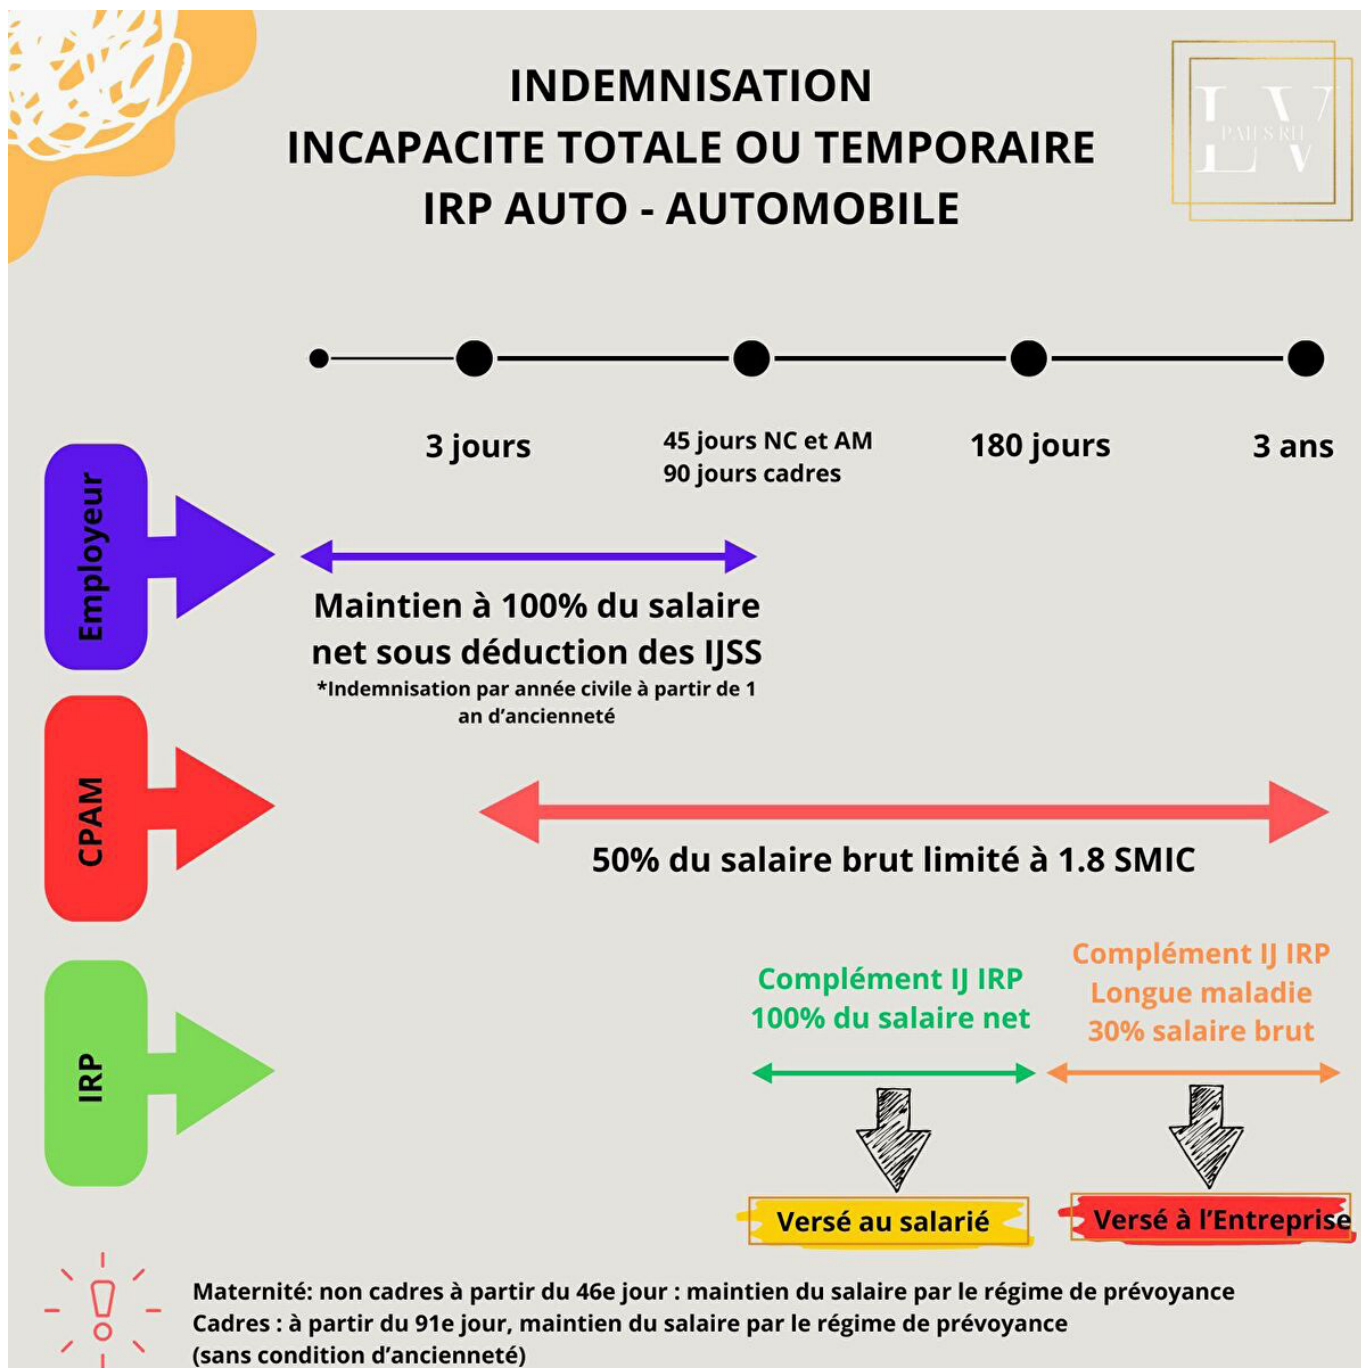 INDEMNISATION
INCAPACITE TOTALE OU TEMPORAIRE
IRP AUTO - AUTOMOBILE
LV
3 jours
45 jours NC et AM
90 jours cadres
180 jours
3 ans
Employeur
Maintien à 100% du salaire
net sous déduction des IJSS
*Indemnisation par année civile à partir de 1
an d’ancienneté
CPAM
50% du salaire brut limité à 1.8 SMIC
IRP
Complément IJ IRP
100% du salaire net
Complément IJ IRP
Longue maladie
30% salaire brut
Versé au salarié
Versé à l’Entreprise
Maternité: non cadres à partir du 46e jour : maintien du salaire par le régime de prévoyance
Cadres : à partir du 91e jour, maintien du salaire par le régime de prévoyance
(sans condition d’ancienneté)